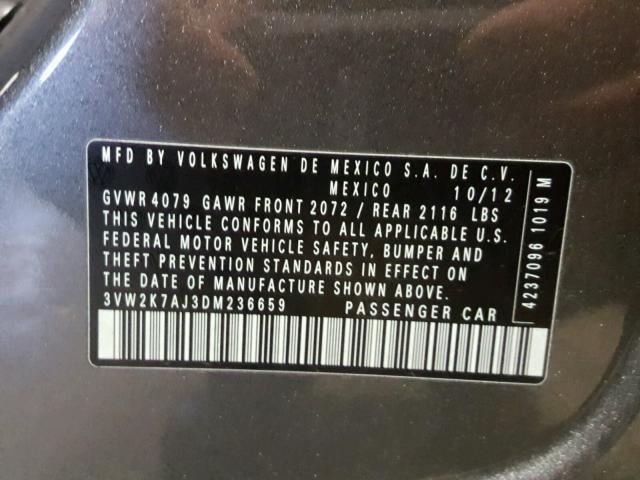 MFD BY VOLKSWAGEN DE MEXICO S.A. DE C.V.
MEXICO 10/12
GVWR 4079 GAWR FRONT 2072 / REAR 2116 LBS
THIS VEHICLE CONFORMS TO ALL APPLICABLE U.S.
FEDERAL MOTOR VEHICLE SAFETY, BUMPER AND
THEFT PREVENTION STANDARDS IN EFFECT ON
THE DATE OF MANUFACTURE SHOWN ABOVE.
3VW2K7AJ3DM236659 PASSENGER CAR
4237096 1019 M